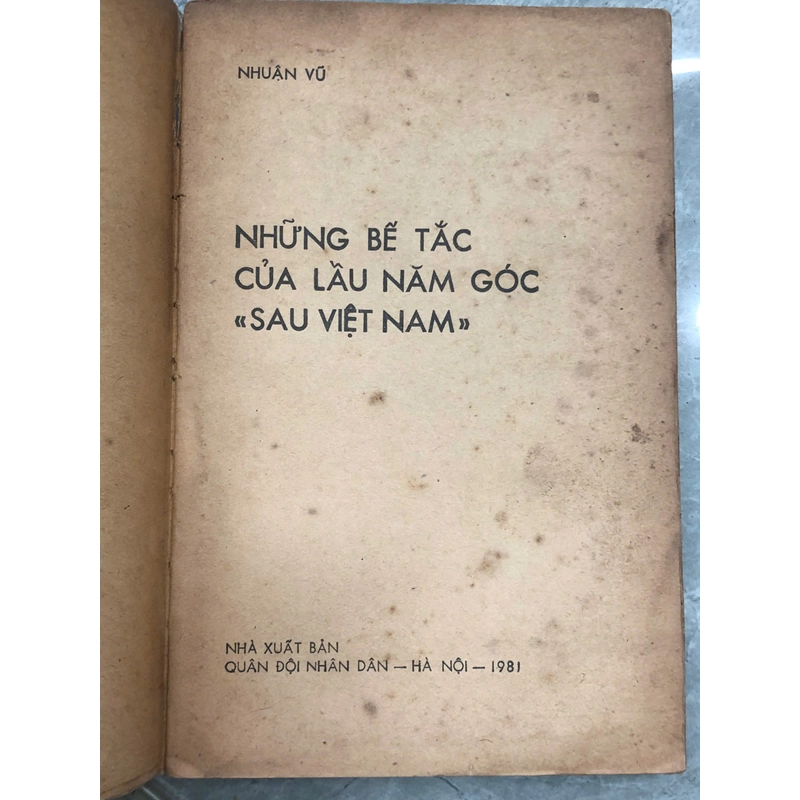 NHUẬN VŨ
NHỮNG BẾ TẮC
CỦA LẦU NĂM GÓC
«SAU VIỆT NAM»
NHÀ XUẤT BẢN
QUÂN ĐỘI NHÂN DÂN — HÀ NỘI — 1981